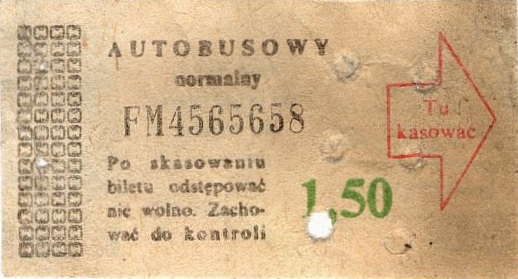 AUTOBUSOWY
normalny
FM4565658
Po skasowaniu
biletu odstępować
nie wolno. Zacho-
wać do kontroli
1,50
Tu
kasować